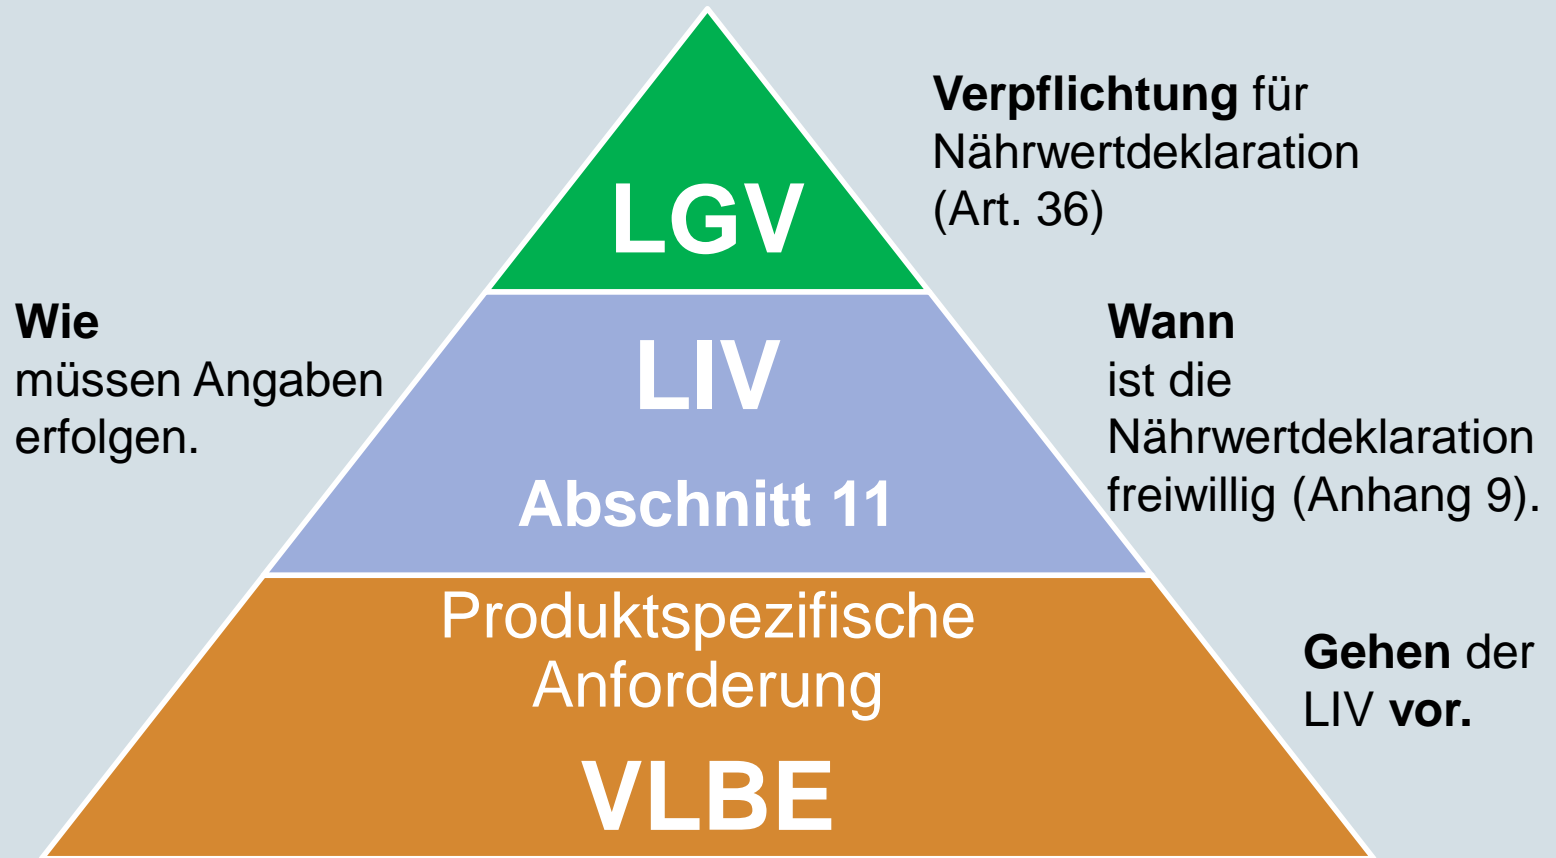 Verpflichtung für
Nährwertdeklaration
(Art. 36)
LGV
Wie
müssen Angaben
erfolgen.
LIV
Abschnitt 11
Wann
ist die
Nährwertdeklaration
freiwillig (Anhang 9).
Produktspezifische
Anforderung
VLBE
Gehen der
LIV vor.